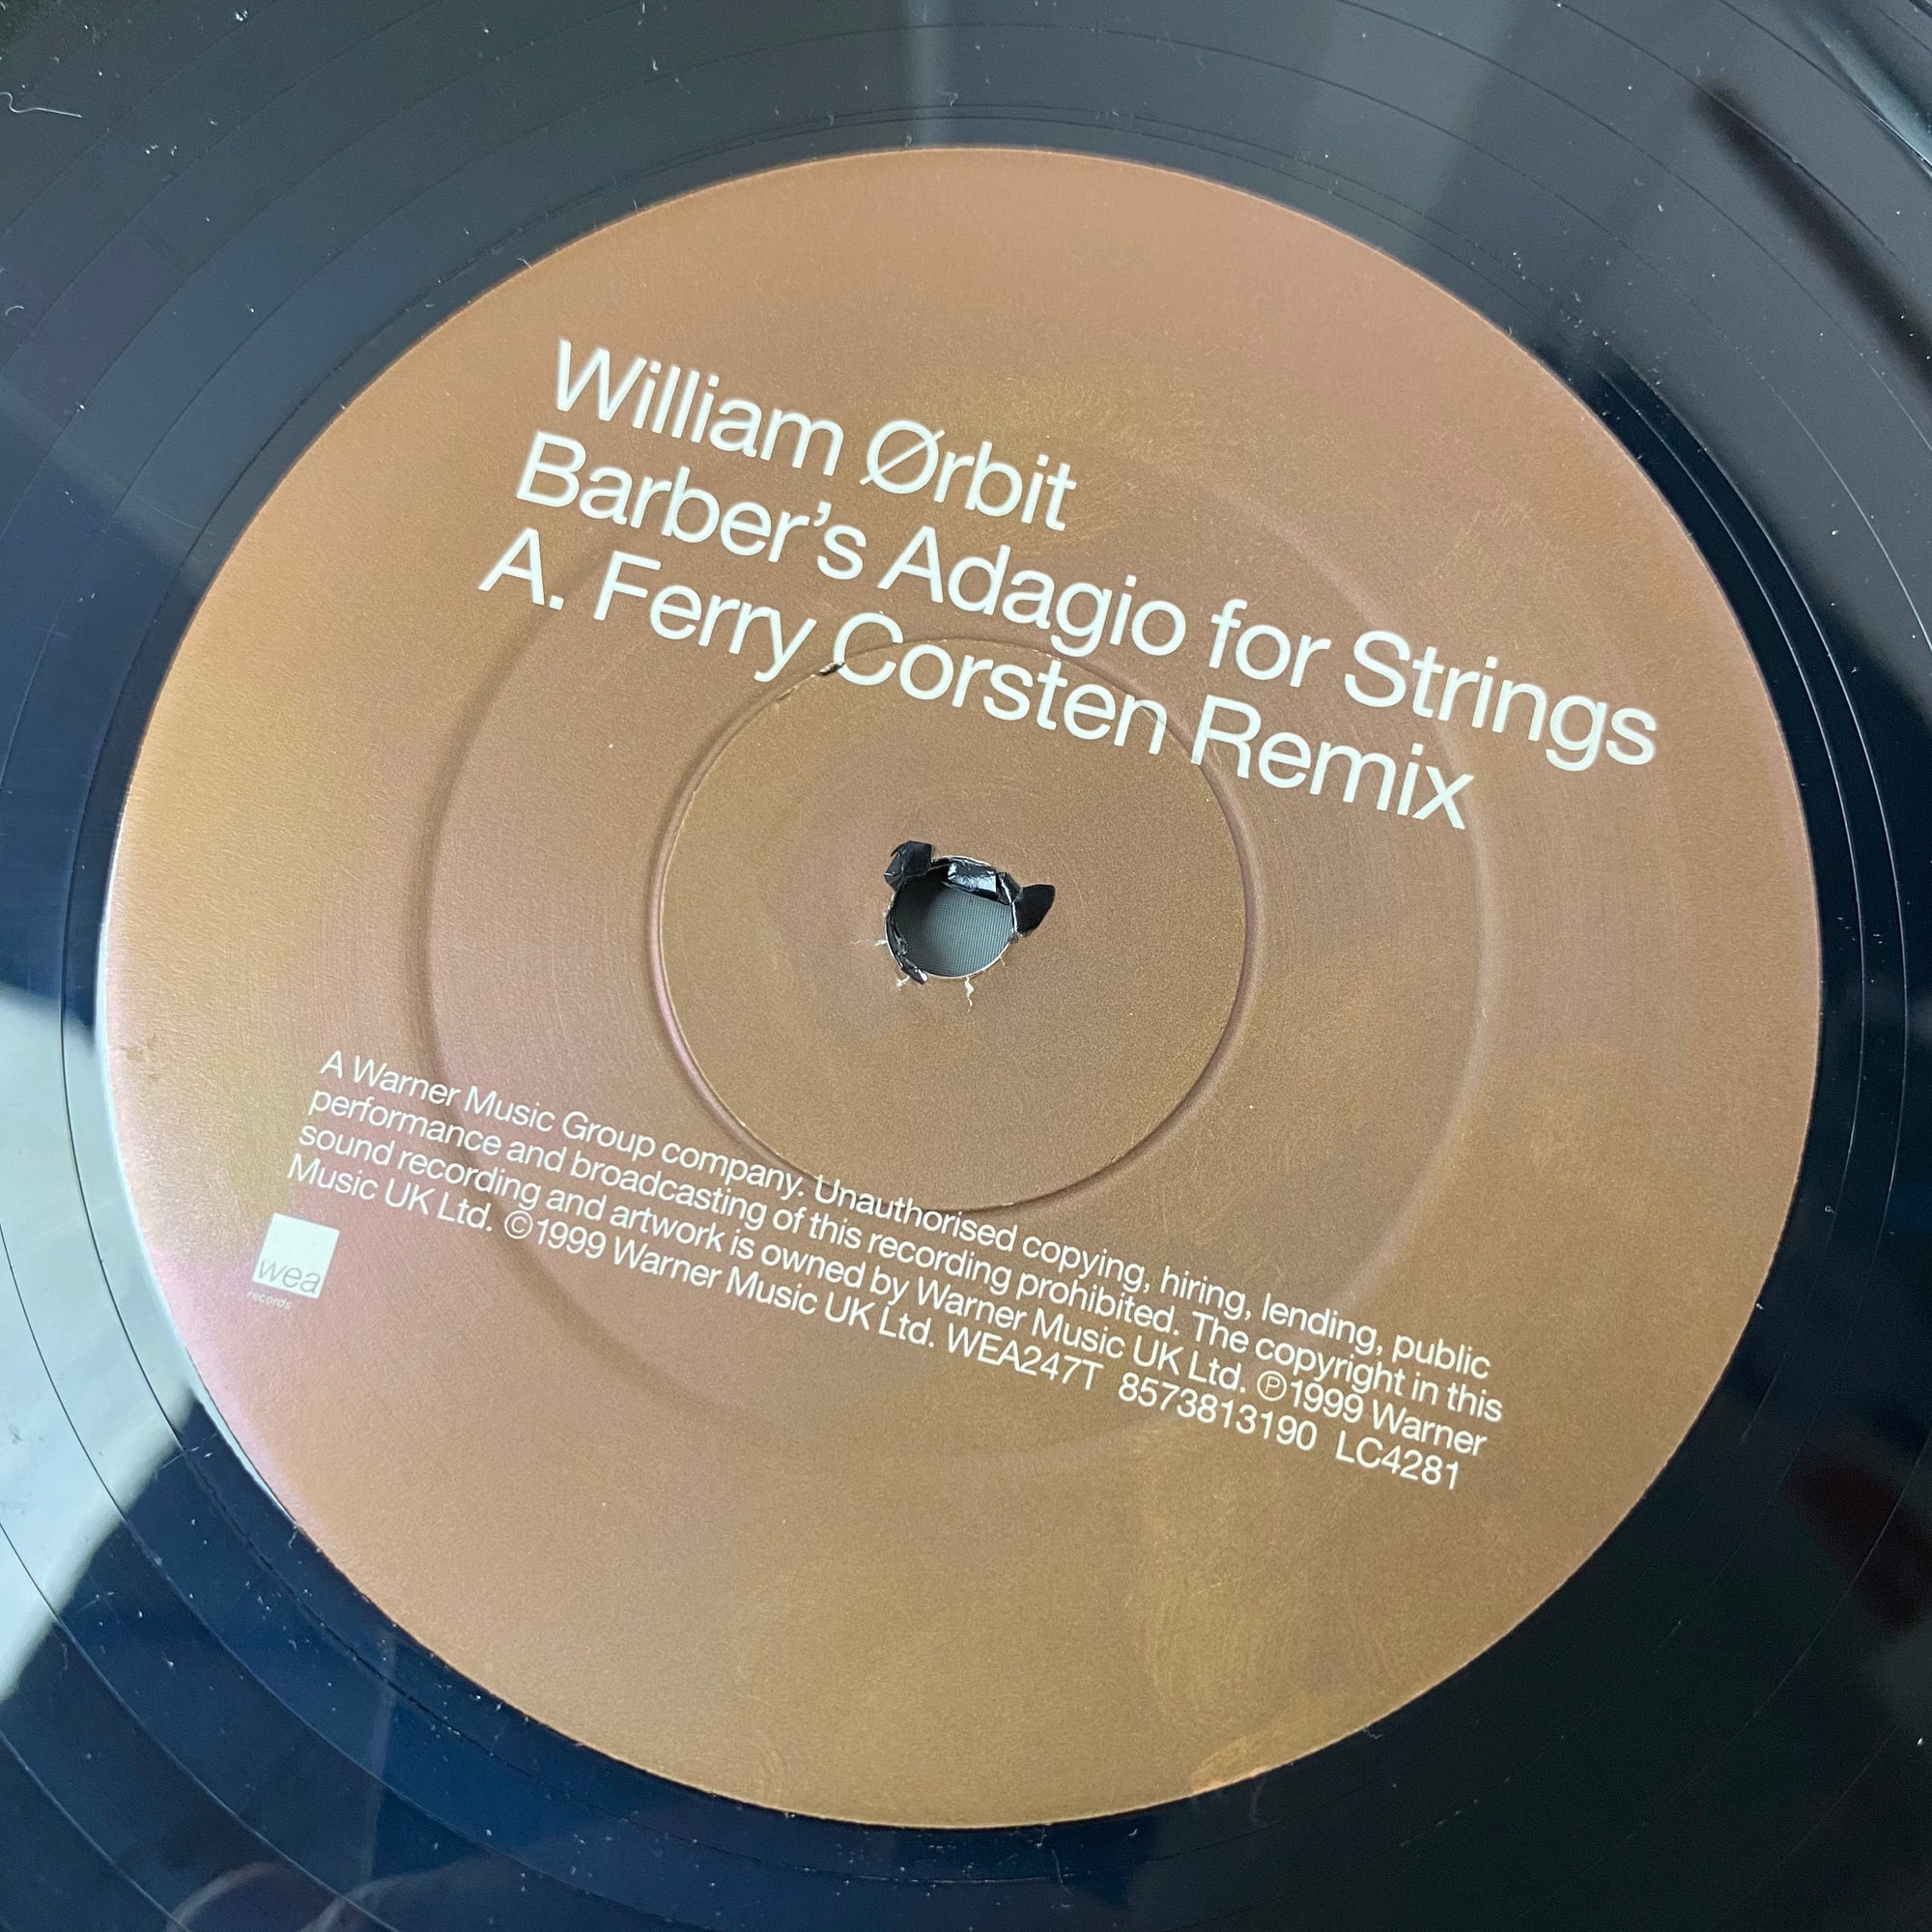 William Ørbit
Barber's Adagio for Strings
A. Ferry Corsten Remix
A Warner Music Group company. Unauthorised copying, hiring, lending, public
performance and broadcasting of this recording prohibited. The copyright in this
sound recording and artwork is owned by Warner Music UK Ltd. ℗1999 Warner
Music UK Ltd. ©1999 Warner Music UK Ltd. WEA247T 8573813190 LC4281
wea
records